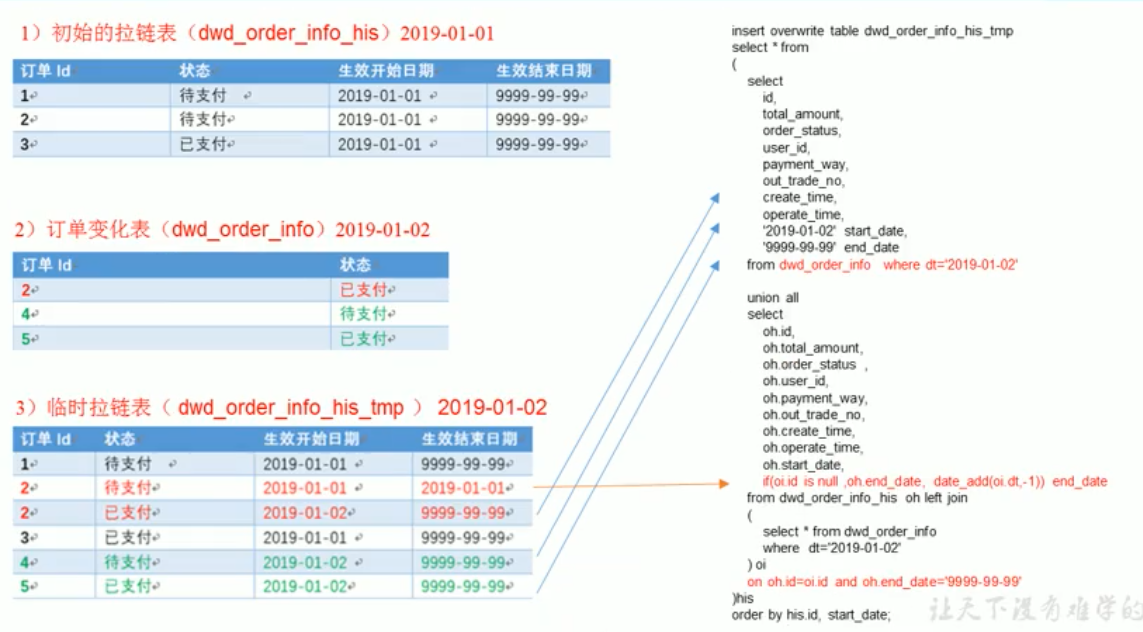 1）初始的拉链表（dwd_order_info_his）2019-01-01
订单 Id 状态 生效开始日期 生效结束日期
1 待支付 2019-01-01 9999-99-99
2 待支付 2019-01-01 9999-99-99
3 已支付 2019-01-01 9999-99-99
2）订单变化表（dwd_order_info）2019-01-02
订单 Id 状态
2 已支付
4 待支付
5 已支付
3）临时拉链表（ dwd_order_info_his_tmp ） 2019-01-02
订单 Id 状态 生效开始日期 生效结束日期
1 待支付 2019-01-01 9999-99-99
2 待支付 2019-01-01 2019-01-01
2 已支付 2019-01-02 9999-99-99
3 已支付 2019-01-01 9999-99-99
4 待支付 2019-01-02 9999-99-99
5 已支付 2019-01-02 9999-99-99
insert overwrite table dwd_order_info_his_tmp
select * from
(
select
id,
total_amount,
order_status,
user_id,
payment_way,
out_trade_no,
create_time,
operate_time,
'2019-01-02' start_date,
'9999-99-99' end_date
from dwd_order_info where dt='2019-01-02'
union all
select
oh.id,
oh.total_amount,
oh.order_status ,
oh.user_id,
oh.payment_way,
oh.out_trade_no,
oh.create_time,
oh.operate_time,
oh.start_date,
if(oi.id is null ,oh.end_date, date_add(oi.dt,-1)) end_date
from dwd_order_info_his oh left join
(
select * from dwd_order_info
where dt='2019-01-02'
) oi
on oh.id=oi.id and oh.end_date='9999-99-99'
)his
order by his.id, start_date;
让天下没有难学的